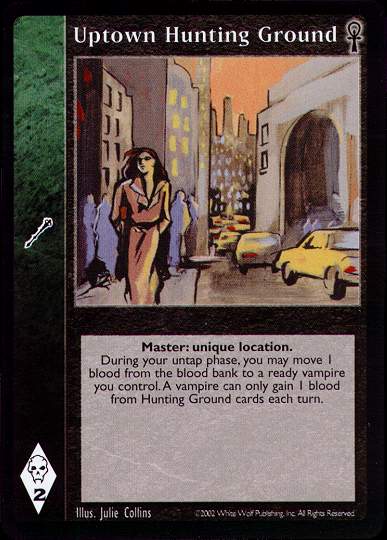 Uptown Hunting Ground
Master: unique location.
During your untap phase, you may move 1
blood from the blood bank to a ready vampire
you control. A vampire can only gain 1 blood
from Hunting Ground cards each turn.
2
Illus. Julie Collins
©2002 White Wolf Publishing, Inc. All Rights Reserved.